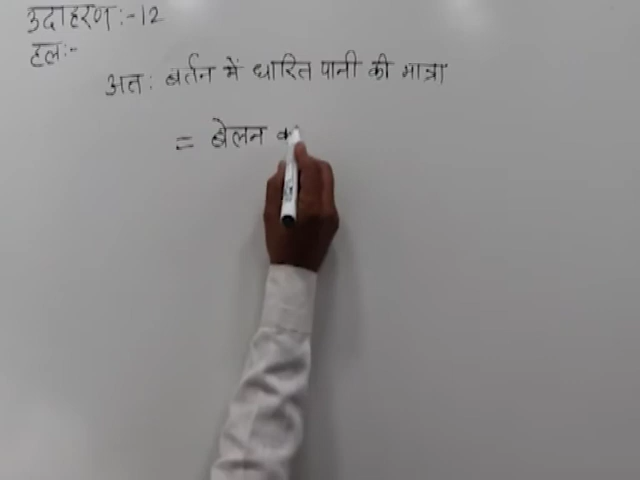 उदाहरण:-12
हल:-
अत: बर्तन में धारित पानी की मात्रा
= बेलन